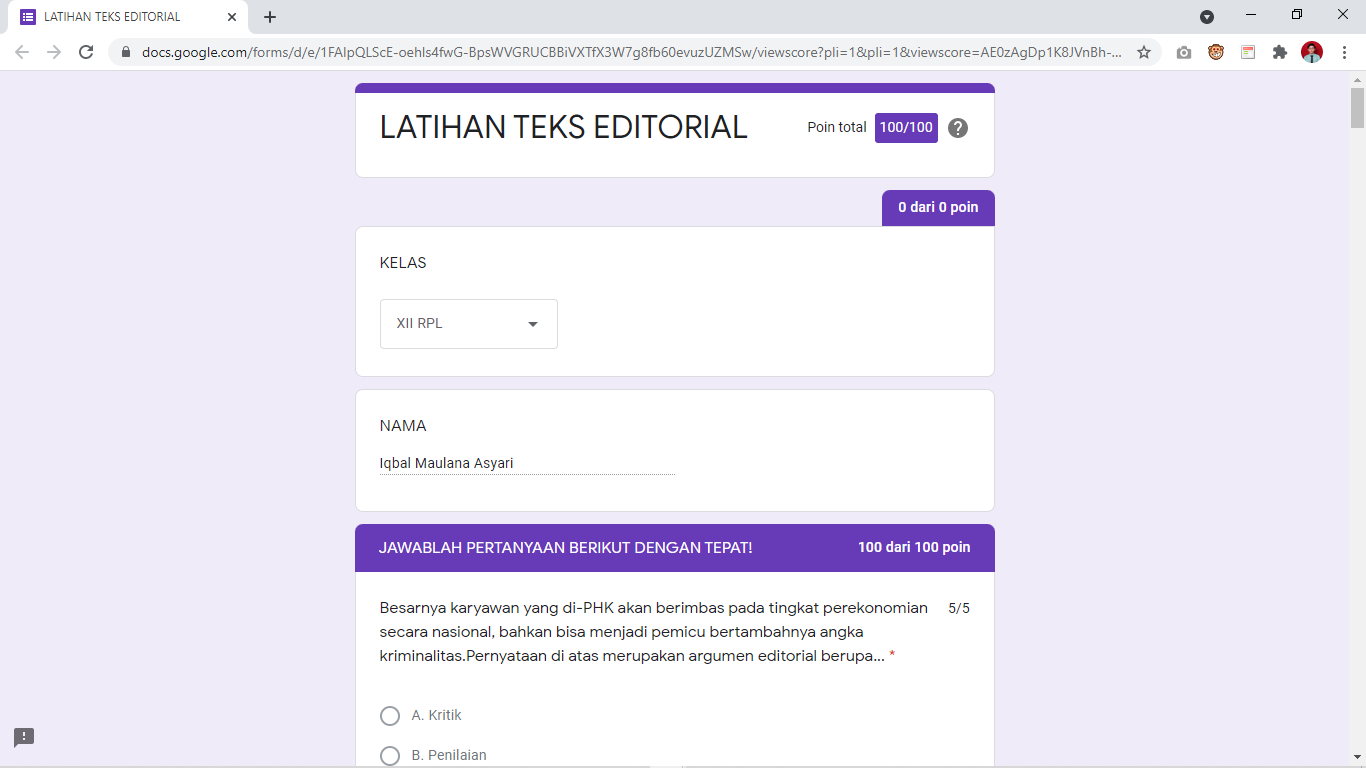 LATIHAN TEKS EDITORIAL
docs.google.com/forms/d/e/1FAIpQLScE-oehIs4fwG-BpsWVGRUCBBiVXTfX3W7g8fb60evuzUZMSw/viewscore?pli=1&pli=1&viewscore=AE0zAgDp1K8JVnBh-...
LATIHAN TEKS EDITORIAL
Poin total 100/100 ?
0 dari 0 poin
KELAS
XII RPL
NAMA
Iqbal Maulana Asyari
JAWABLAH PERTANYAAN BERIKUT DENGAN TEPAT! 100 dari 100 poin
Besarnya karyawan yang di-PHK akan berimbas pada tingkat perekonomian 5/5
secara nasional, bahkan bisa menjadi pemicu bertambahnya angka
kriminalitas.Pernyataan di atas merupakan argumen editorial berupa... *
A. Kritik
B. Penilaian